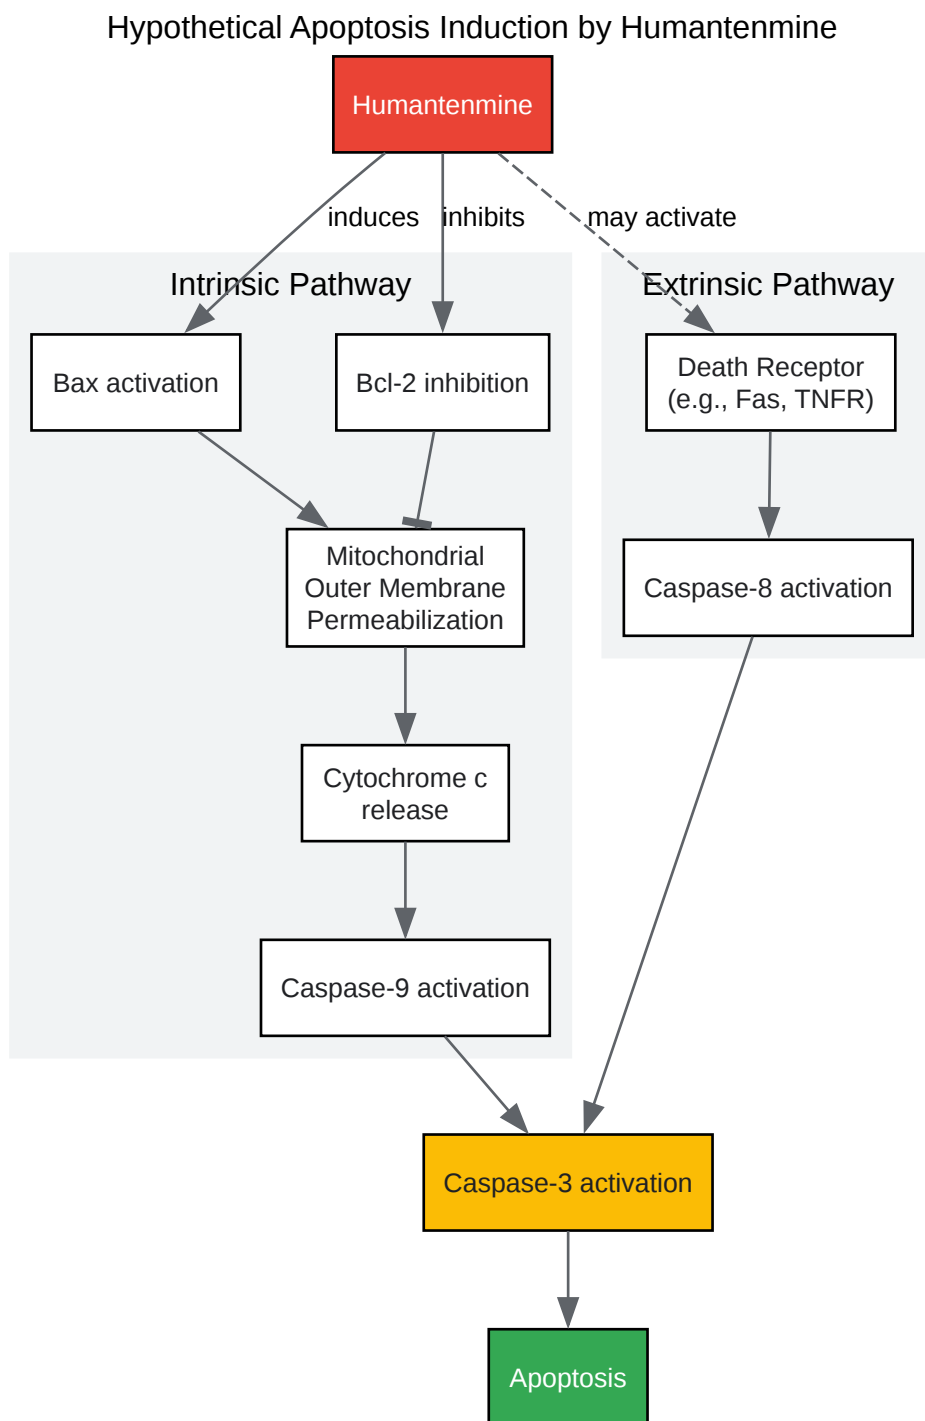 Hypothetical Apoptosis Induction by Humantenmine
Humantenmine
induces
inhibits
may activate
Intrinsic Pathway
Extrinsic Pathway
Bax activation
Bcl-2 inhibition
Death Receptor
(e.g., Fas, TNFR)
Mitochondrial
Outer Membrane
Permeabilization
Caspase-8 activation
Cytochrome c
release
Caspase-9 activation
Caspase-3 activation
Apoptosis